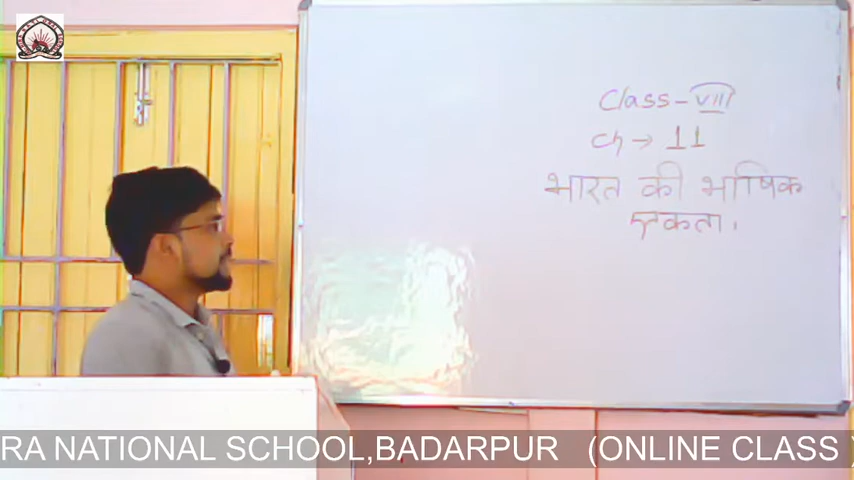 Class - VIII
Ch → 11
भारत की भाषिक
एकता.
RA NATIONAL SCHOOL,BADARPUR (ONLINE CLASS )